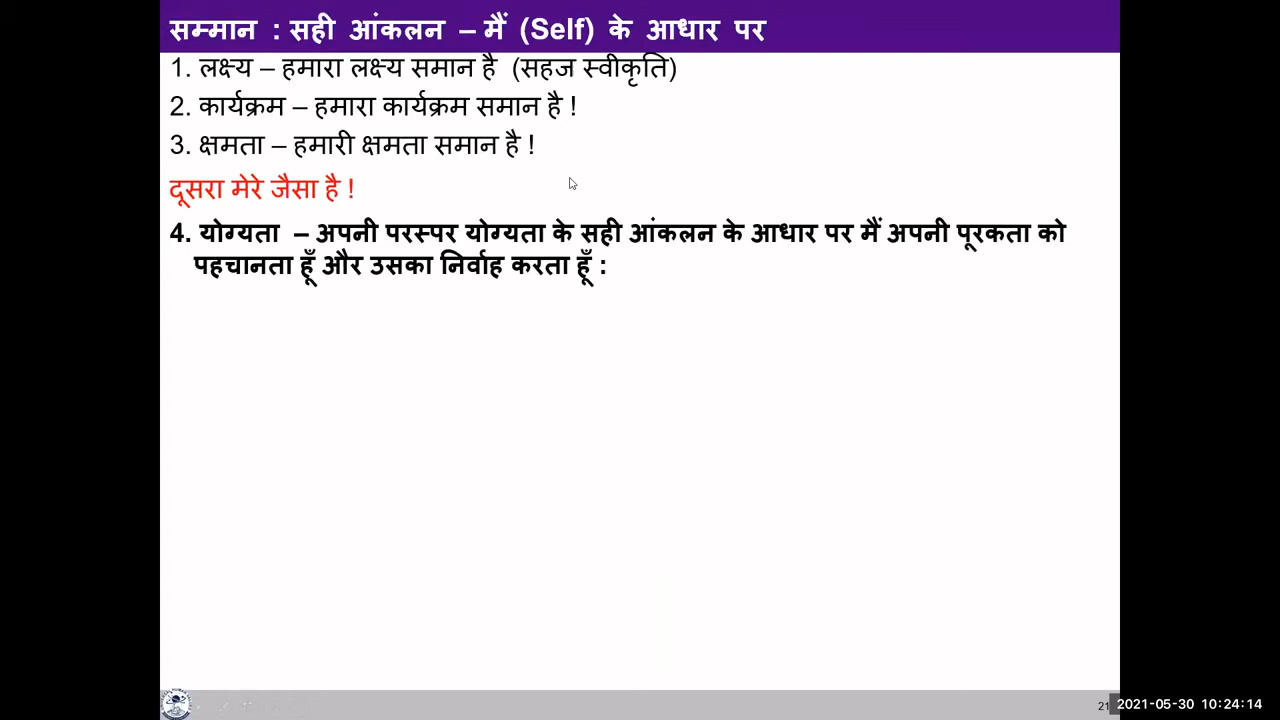 सम्मान : सही आंकलन – मैं (Self) के आधार पर
1. लक्ष्य – हमारा लक्ष्य समान है (सहज स्वीकृति)
2. कार्यक्रम – हमारा कार्यक्रम समान है !
3. क्षमता – हमारी क्षमता समान है !
दूसरा मेरे जैसा है !
4. योग्यता – अपनी परस्पर योग्यता के सही आंकलन के आधार पर मैं अपनी पूरकता को
पहचानता हूँ और उसका निर्वाह करता हूँ :
21
2021-05-30 10:24:14